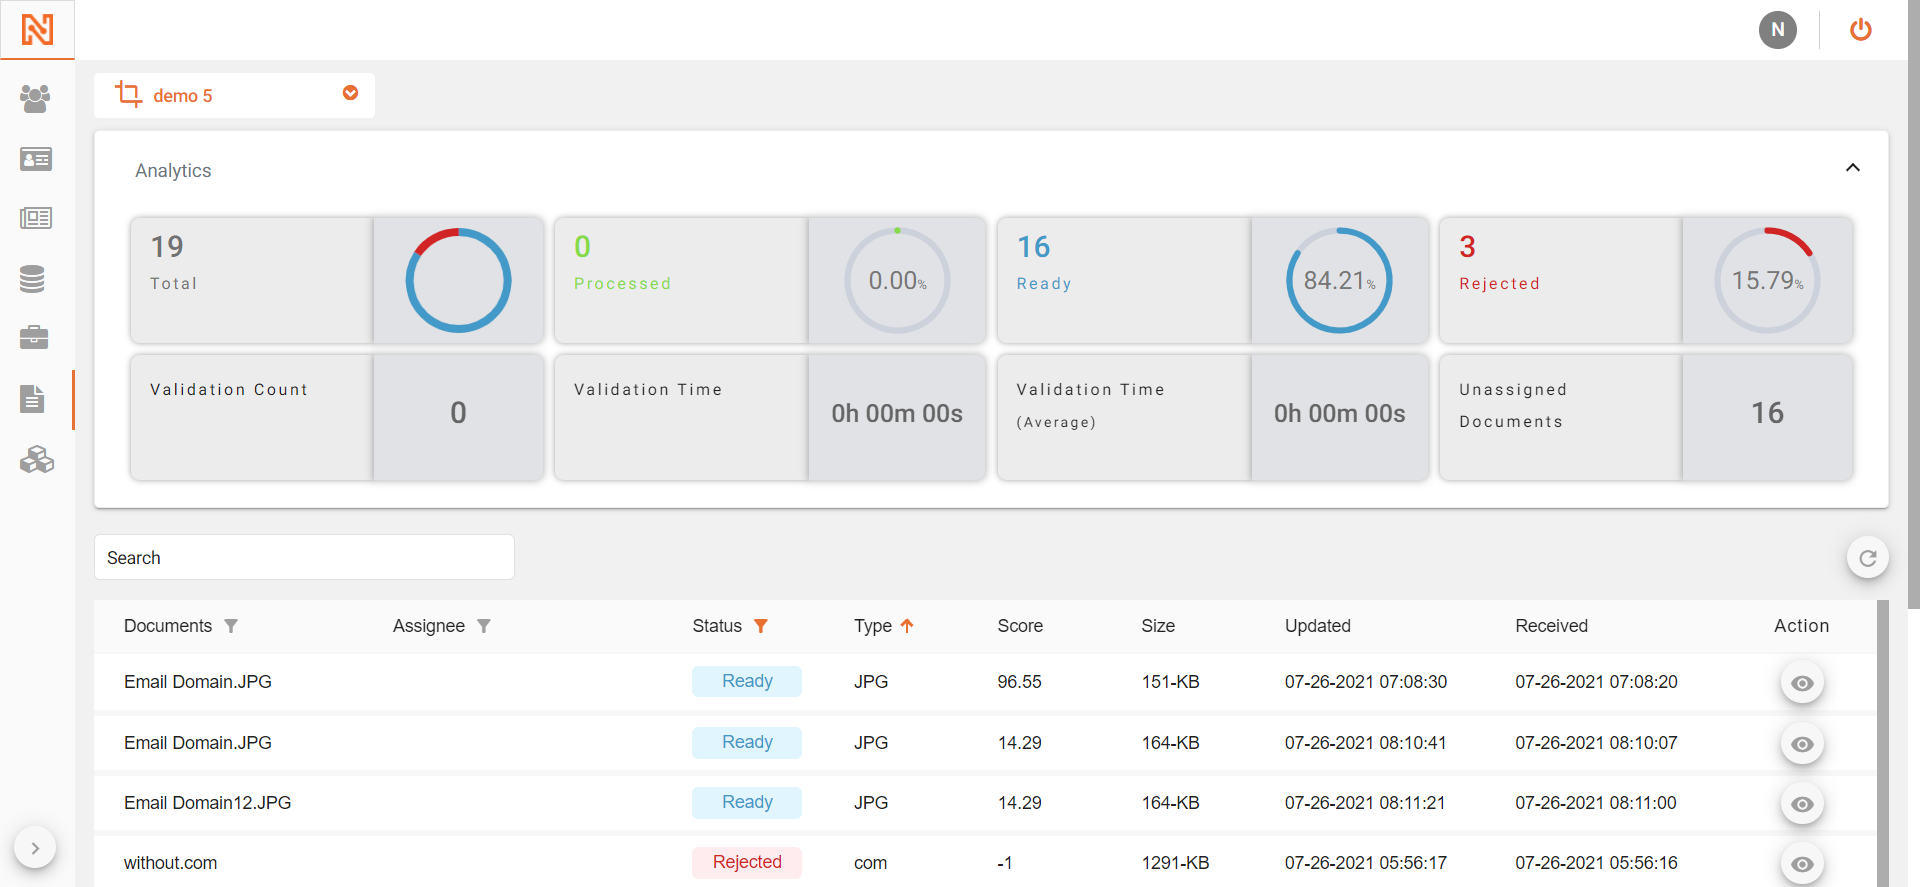 N
demo 5
Analytics
19
Total
0
Processed
0.00%
16
Ready
84.21%
3
Rejected
15.79%
Validation Count
0
Validation Time
0h 00m 00s
Validation Time
(Average)
0h 00m 00s
Unassigned
Documents
16
Search
Documents Assignee Status Type Score Size Updated Received Action
Email Domain.JPG Ready JPG 96.55 151-KB 07-26-2021 07:08:30 07-26-2021 07:08:20
Email Domain.JPG Ready JPG 14.29 164-KB 07-26-2021 08:10:41 07-26-2021 08:10:07
Email Domain12.JPG Ready JPG 14.29 164-KB 07-26-2021 08:11:21 07-26-2021 08:11:00
without.com Rejected com -1 1291-KB 07-26-2021 05:56:17 07-26-2021 05:56:16